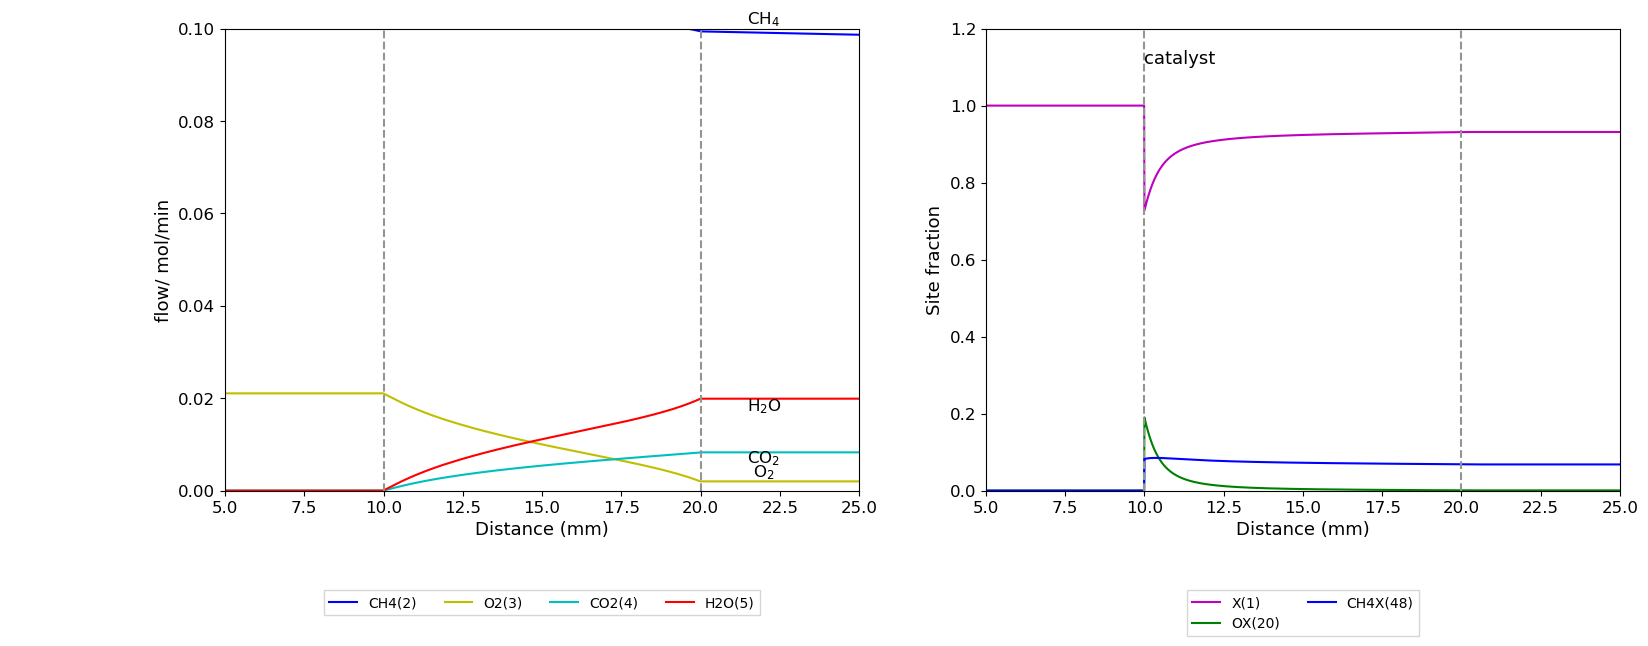 CH₄
0.10
0.08
0.06
0.04
0.02
0.00
flow/ mol/min
H₂O
CO₂
O₂
5.0 7.5 10.0 12.5 15.0 17.5 20.0 22.5 25.0
Distance (mm)
CH4(2) O2(3) CO2(4) H2O(5)
catalyst
1.2
1.0
0.8
0.6
0.4
0.2
0.0
Site fraction
5.0 7.5 10.0 12.5 15.0 17.5 20.0 22.5 25.0
Distance (mm)
X(1) CH4X(48)
OX(20)